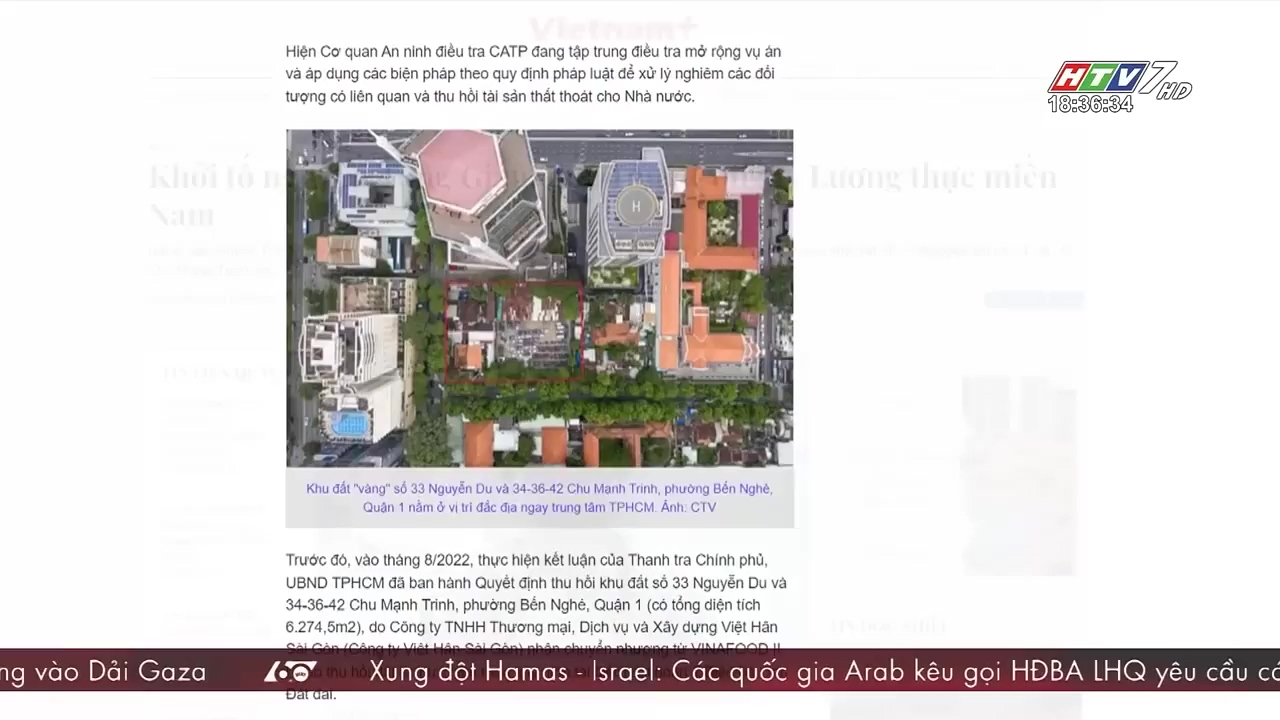 Vietnam+
Hiện Cơ quan An ninh điều tra CATP đang tập trung điều tra mở rộng vụ án
và áp dụng các biện pháp theo quy định pháp luật để xử lý nghiêm các đối
tượng có liên quan và thu hồi tài sản thất thoát cho Nhà nước.
HTV7 HD
18:36:34
Khởi tố
Lương thực miền
Nam
H
Khu đất "vàng" số 33 Nguyễn Du và 34-36-42 Chu Mạnh Trinh, phường Bến Nghé,
Quận 1 nằm ở vị trí đắc địa ngay trung tâm TPHCM. Ảnh: CTV
Trước đó, vào tháng 8/2022, thực hiện kết luận của Thanh tra Chính phủ,
UBND TPHCM đã ban hành Quyết định thu hồi khu đất số 33 Nguyễn Du và
34-36-42 Chu Mạnh Trinh, phường Bến Nghé, Quận 1 (có tổng diện tích
6.274,5m2), do Công ty TNHH Thương mại, Dịch vụ và Xây dựng Việt Hân
Sài Gòn (Công ty Việt Hân Sài Gòn) nhận chuyển nhượng từ VINAFOOD II.
ng vào Dải Gaza
60
Xung đột Hamas - Israel: Các quốc gia Arab kêu gọi HĐBA LHQ yêu cầu
Đất đai.